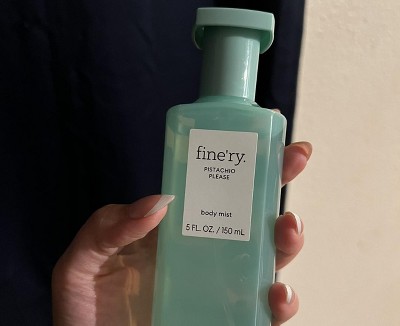 fine'ry.
PISTACHIO
PLEASE
body mist
5 FL. OZ. / 150 mL